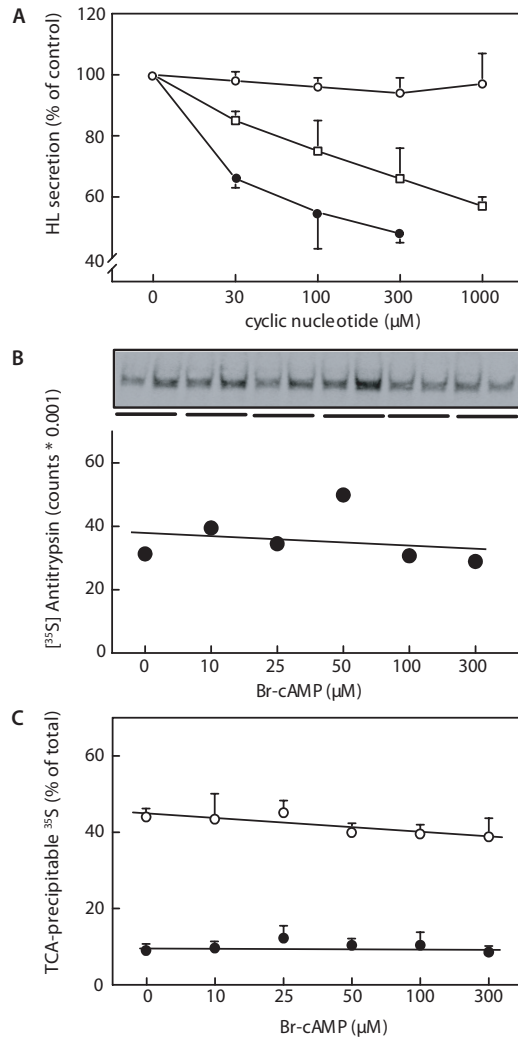 A
120
100
80
60
40
HL secretion (% of control)
0 30 100 300 1000
cyclic nucleotide (µM)
B
60
40
20
0
[³⁵S] Antitrypsin (counts * 0.001)
0 10 25 50 100 300
Br-cAMP (µM)
C
60
40
20
0
TCA-precipitable ³⁵S (% of total)
0 10 25 50 100 300
Br-cAMP (µM)